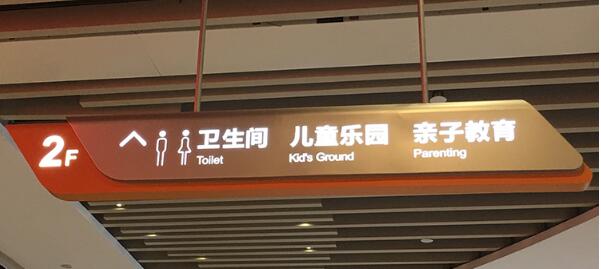 2F
卫生间 儿童乐园 亲子教育
Toilet Kid's Ground Parenting